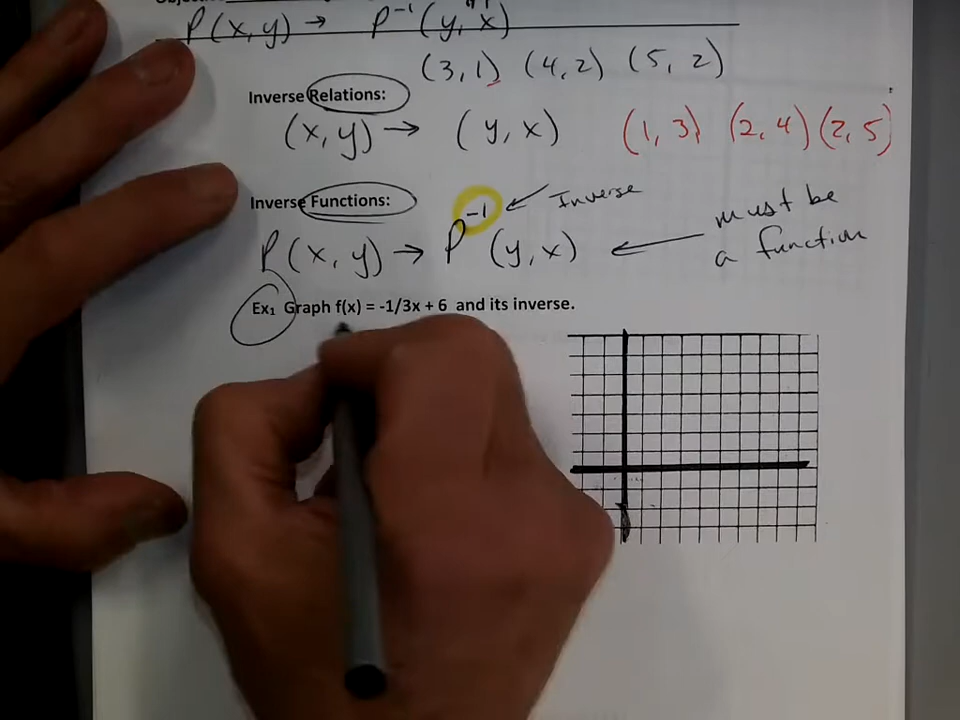 P(x,y) → P⁻¹(y,x)
(3,1) (4,2) (5,2)
Inverse Relations:
(x,y) → (y,x) (1,3) (2,4) (2,5)
Inverse Functions:
-1 ← Inverse
P(x,y) → P (y,x) ← must be a function
Ex1 Graph f(x) = -1/3x + 6 and its inverse.